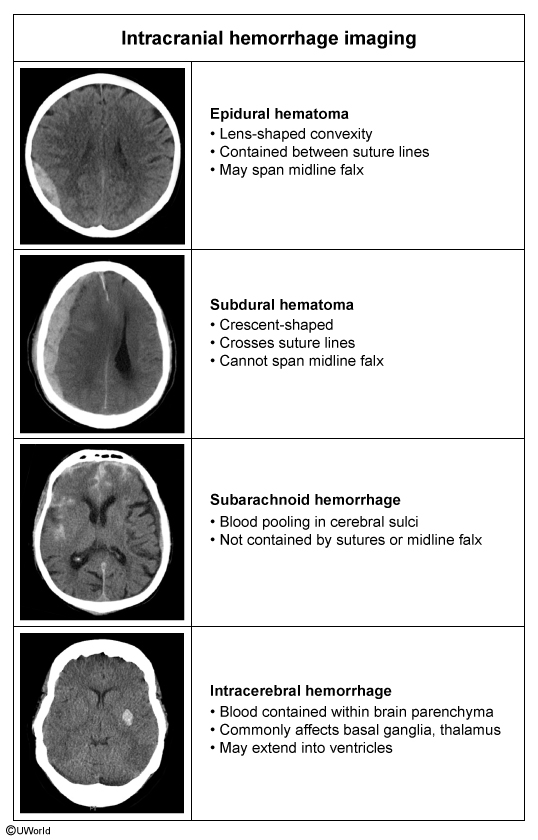 Intracranial hemorrhage imaging
Epidural hematoma
• Lens-shaped convexity
• Contained between suture lines
• May span midline falx
Subdural hematoma
• Crescent-shaped
• Crosses suture lines
• Cannot span midline falx
Subarachnoid hemorrhage
• Blood pooling in cerebral sulci
• Not contained by sutures or midline falx
Intracerebral hemorrhage
• Blood contained within brain parenchyma
• Commonly affects basal ganglia, thalamus
• May extend into ventricles
©UWorld